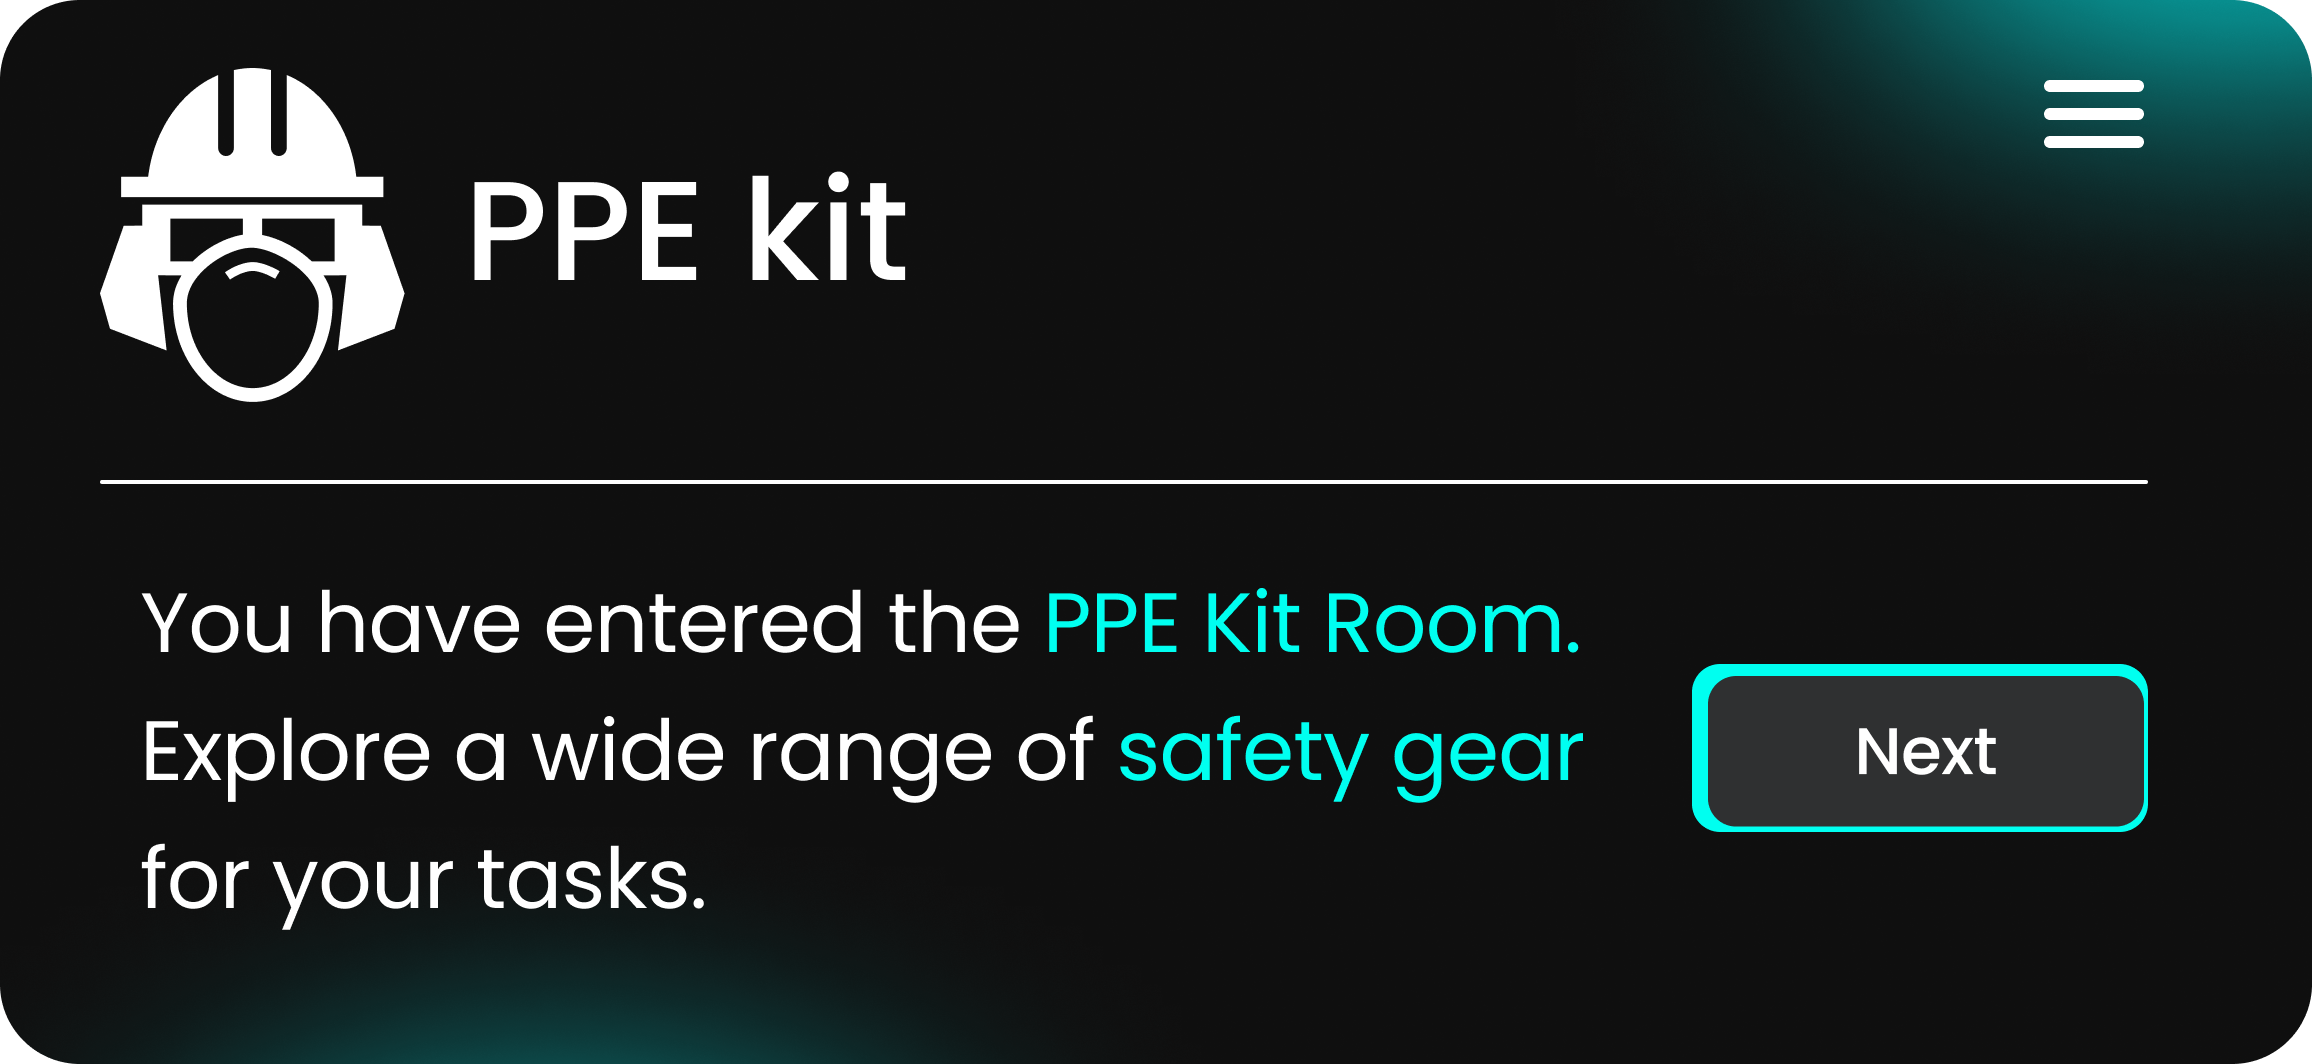 PPE kit
You have entered the PPE Kit Room.
Explore a wide range of safety gear
for your tasks.
Next